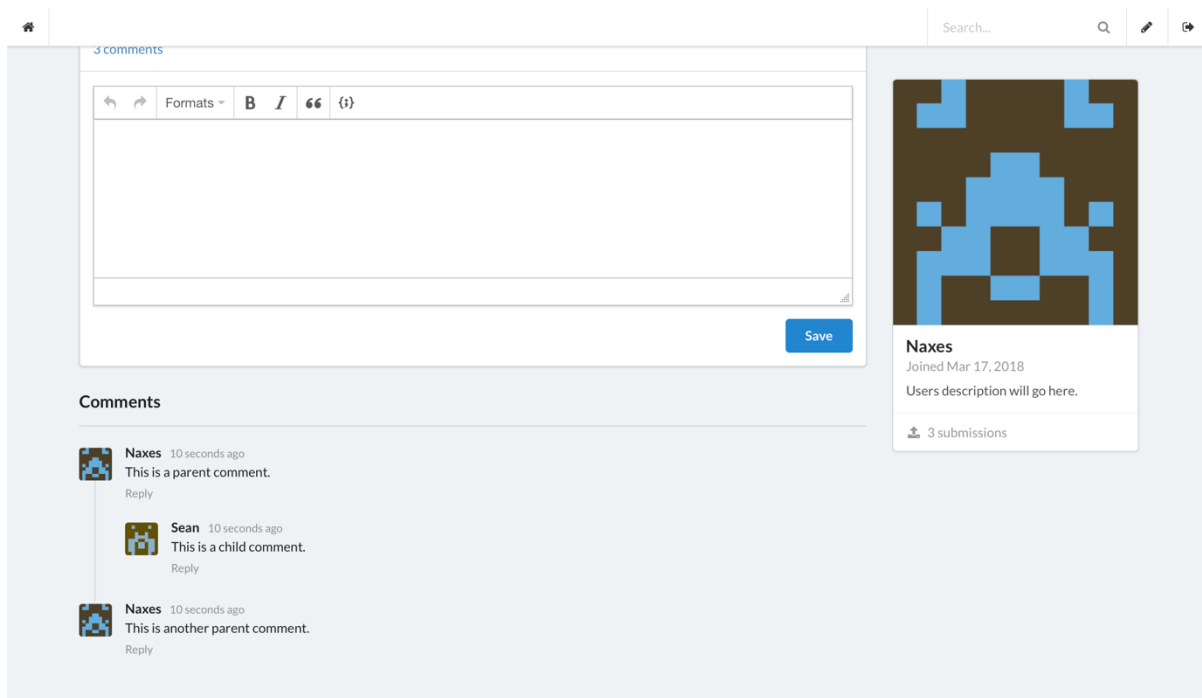 Search...
3 comments
Formats
B I
Save
Naxes
Joined Mar 17, 2018
Users description will go here.
3 submissions
Comments
Naxes 10 seconds ago
This is a parent comment.
Reply
Sean 10 seconds ago
This is a child comment.
Reply
Naxes 10 seconds ago
This is another parent comment.
Reply